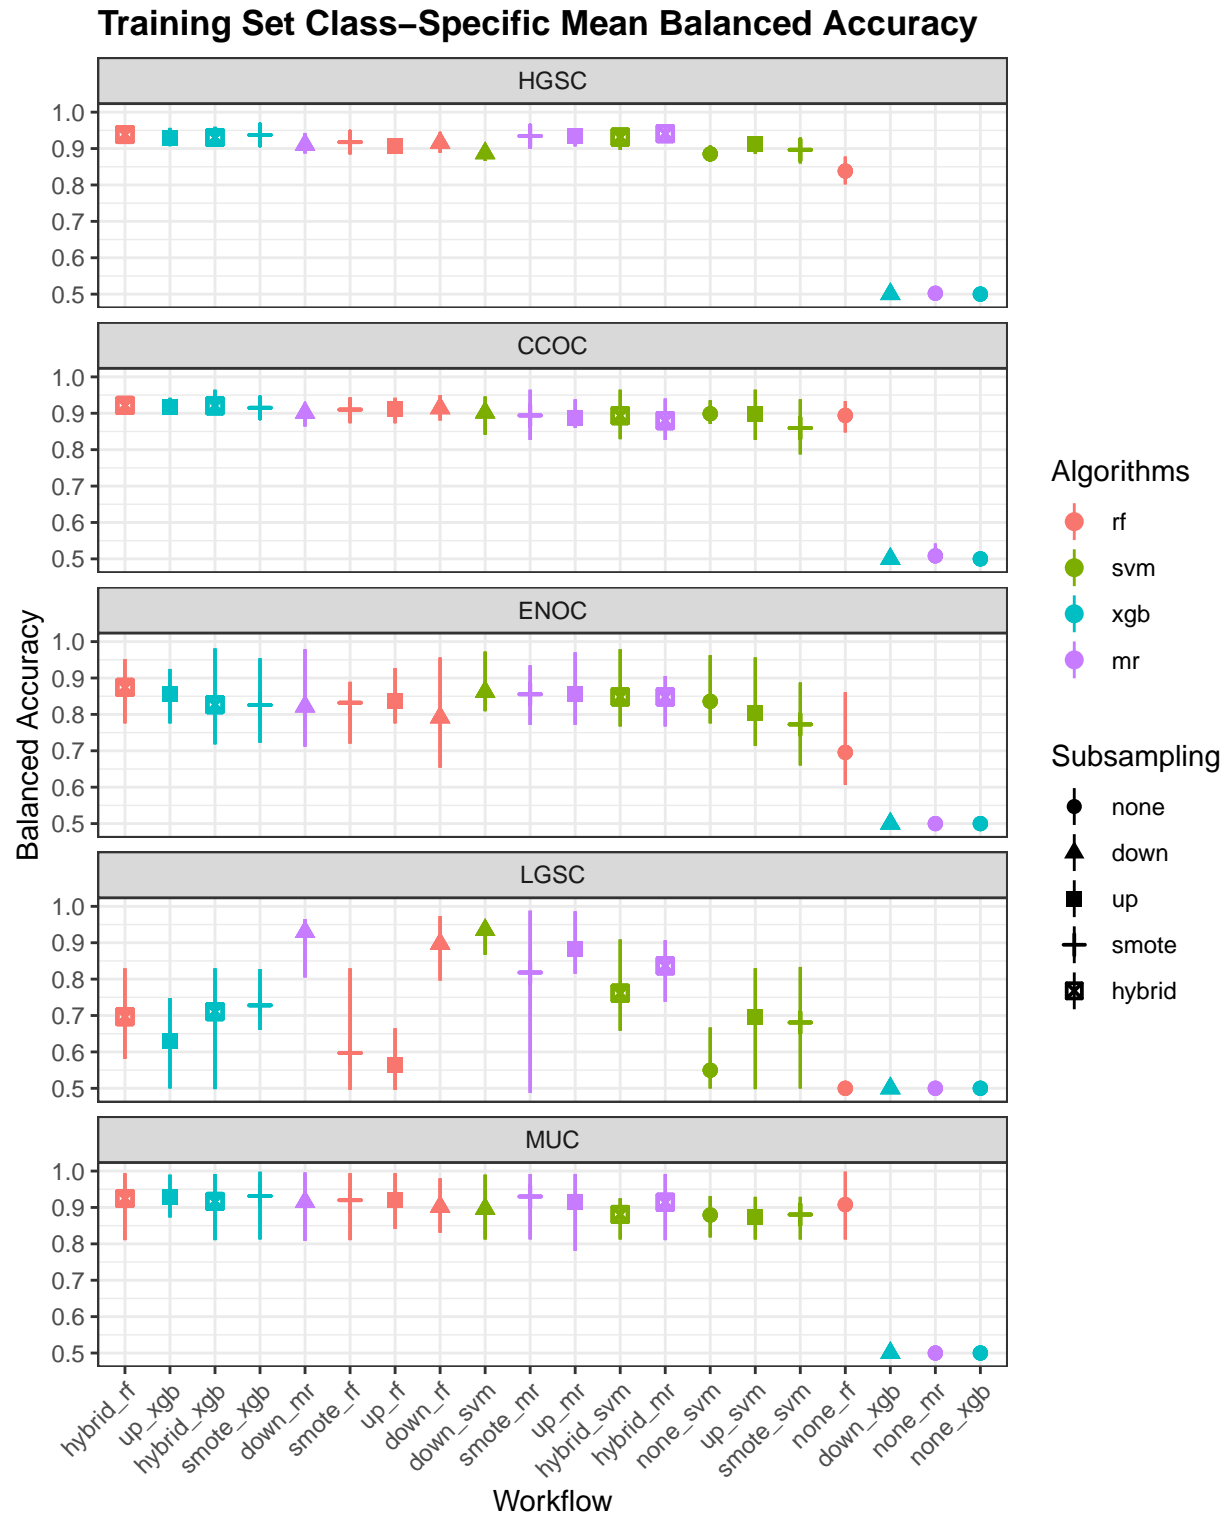 Training Set Class–Specific Mean Balanced Accuracy
HGSC
1.0
0.9
0.8
0.7
0.6
0.5
CCOC
1.0
0.9
0.8
0.7
0.6
0.5
ENOC
1.0
0.9
0.8
0.7
0.6
0.5
LGSC
1.0
0.9
0.8
0.7
0.6
0.5
MUC
1.0
0.9
0.8
0.7
0.6
0.5
Balanced Accuracy
hybrid_rf
up_xgb
hybrid_xgb
smote_xgb
down_mr
smote_rf
up_rf
down_rf
down_svm
smote_mr
up_mr
hybrid_svm
hybrid_mr
none_svm
up_svm
smote_svm
none_rf
down_xgb
none_mr
none_xgb
Workflow
Algorithms
rf
svm
xgb
mr
Subsampling
none
down
up
smote
hybrid